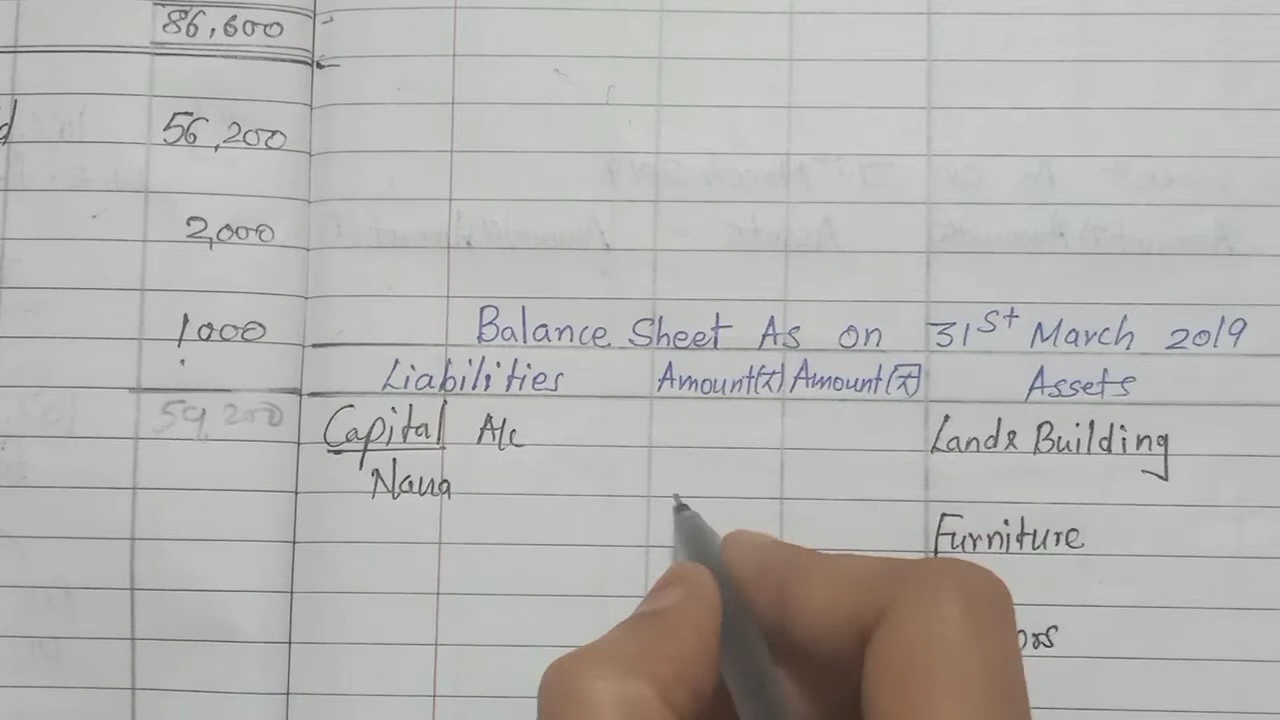 86,600
56,200
2,000
1000
59,200
Balance Sheet As on 31st March 2019
Liabilities Amount(₹) Amount(₹) Assets
Capital A/c Land & Building
Nana
Furniture